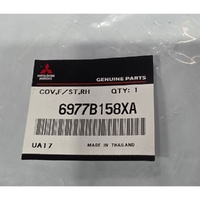 MITSUBISHI
MOTORS
GENUINE PARTS
COV,F/ST,RH QTY: 1
6977B158XA
UA17 MADE IN THAILAND